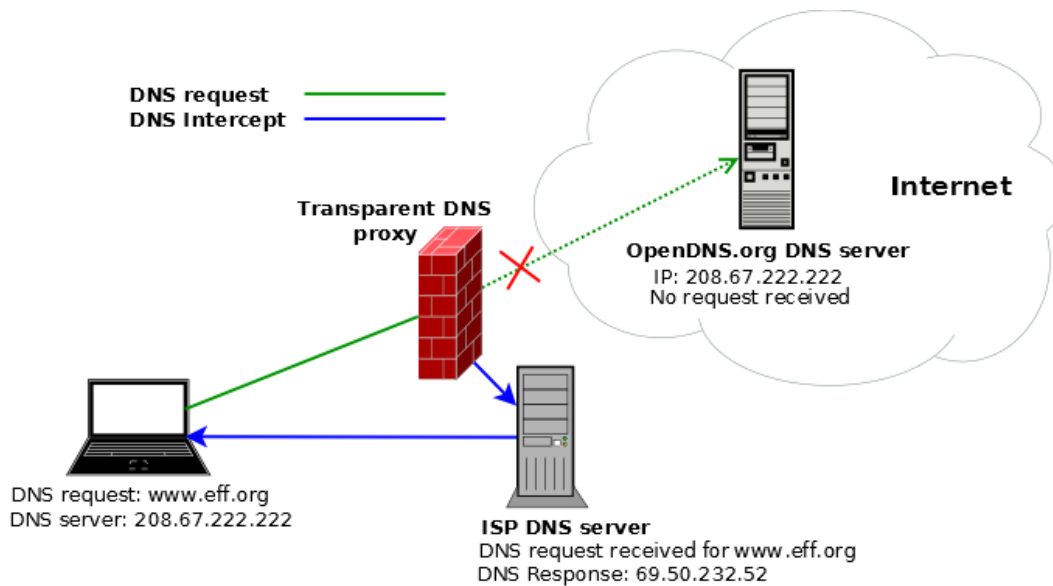 DNS request
DNS Intercept
Transparent DNS
proxy
Internet
OpenDNS.org DNS server
IP: 208.67.222.222
No request received
DNS request: www.eff.org
DNS server: 208.67.222.222
ISP DNS server
DNS request received for www.eff.org
DNS Response: 69.50.232.52